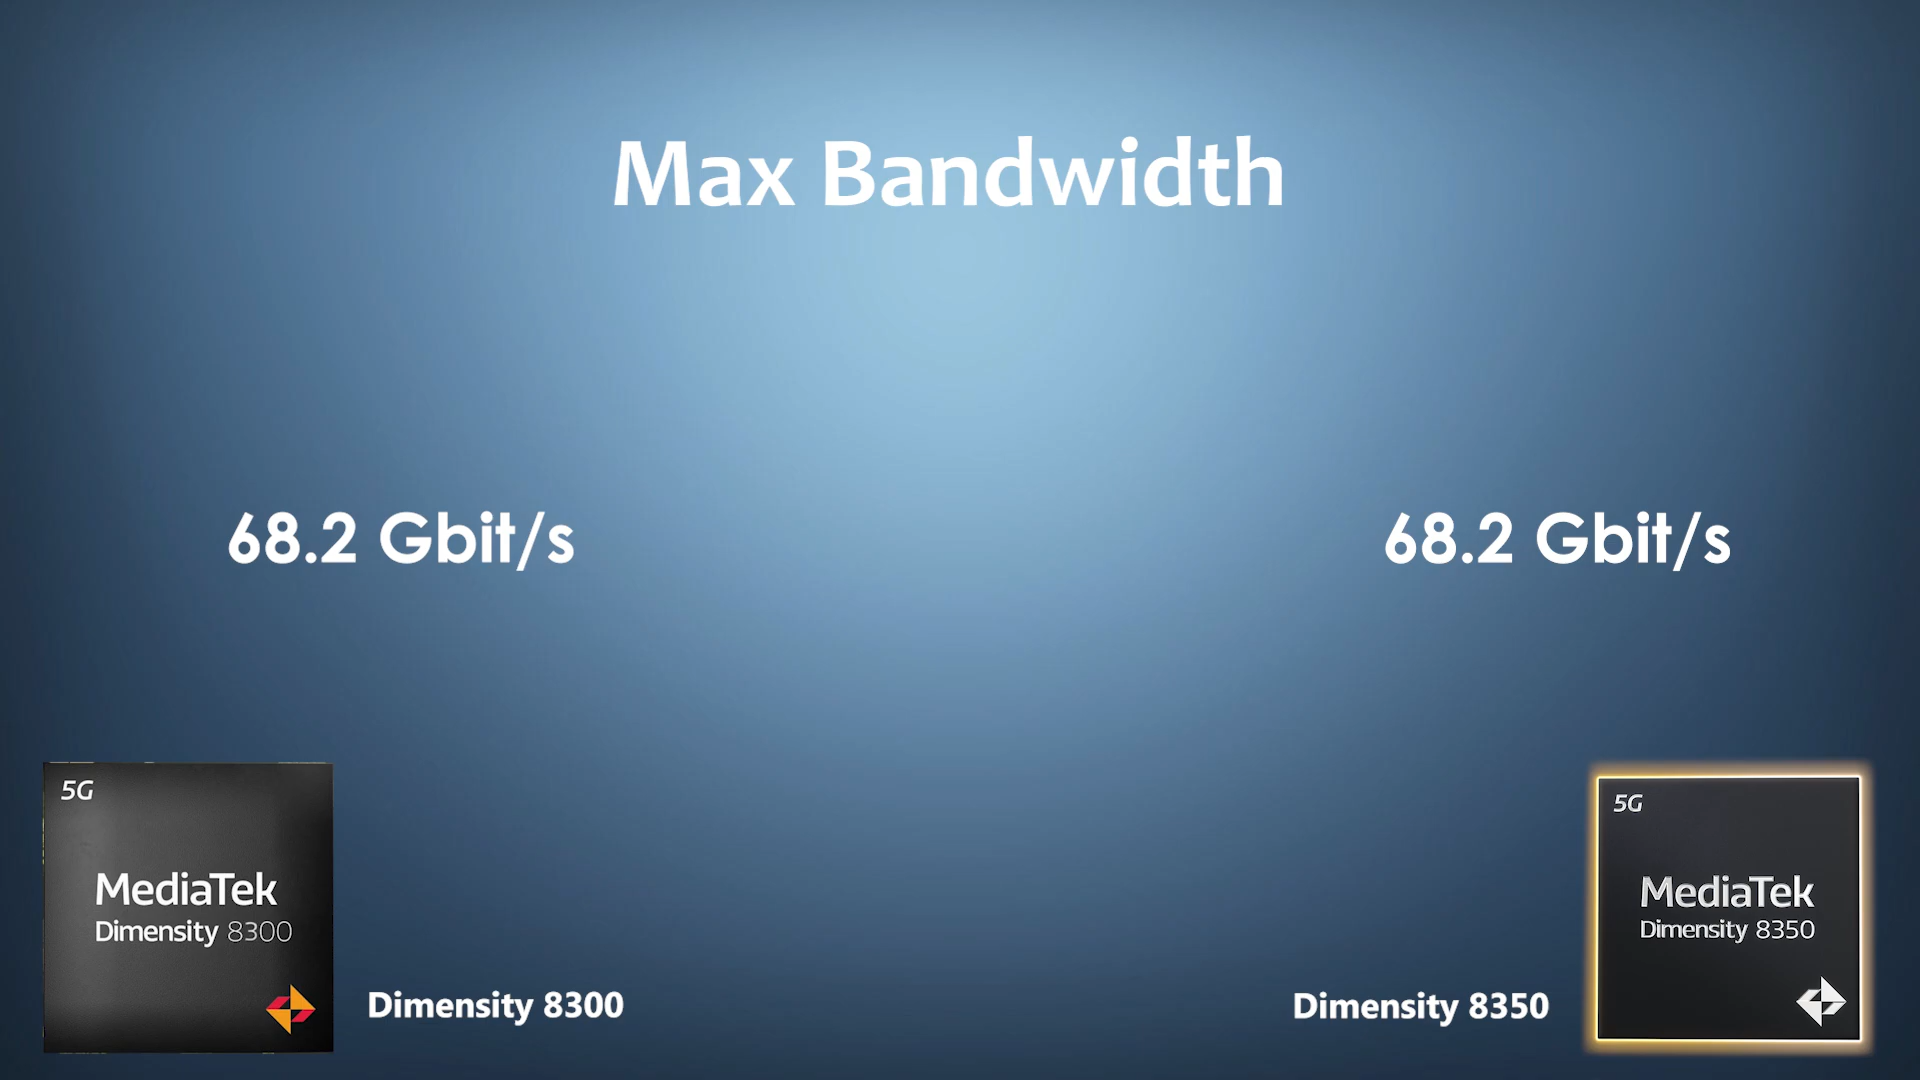 Max Bandwidth
68.2 Gbit/s
68.2 Gbit/s
5G
MediaTek
Dimensity 8300
Dimensity 8300
Dimensity 8350
5G
MediaTek
Dimensity 8350